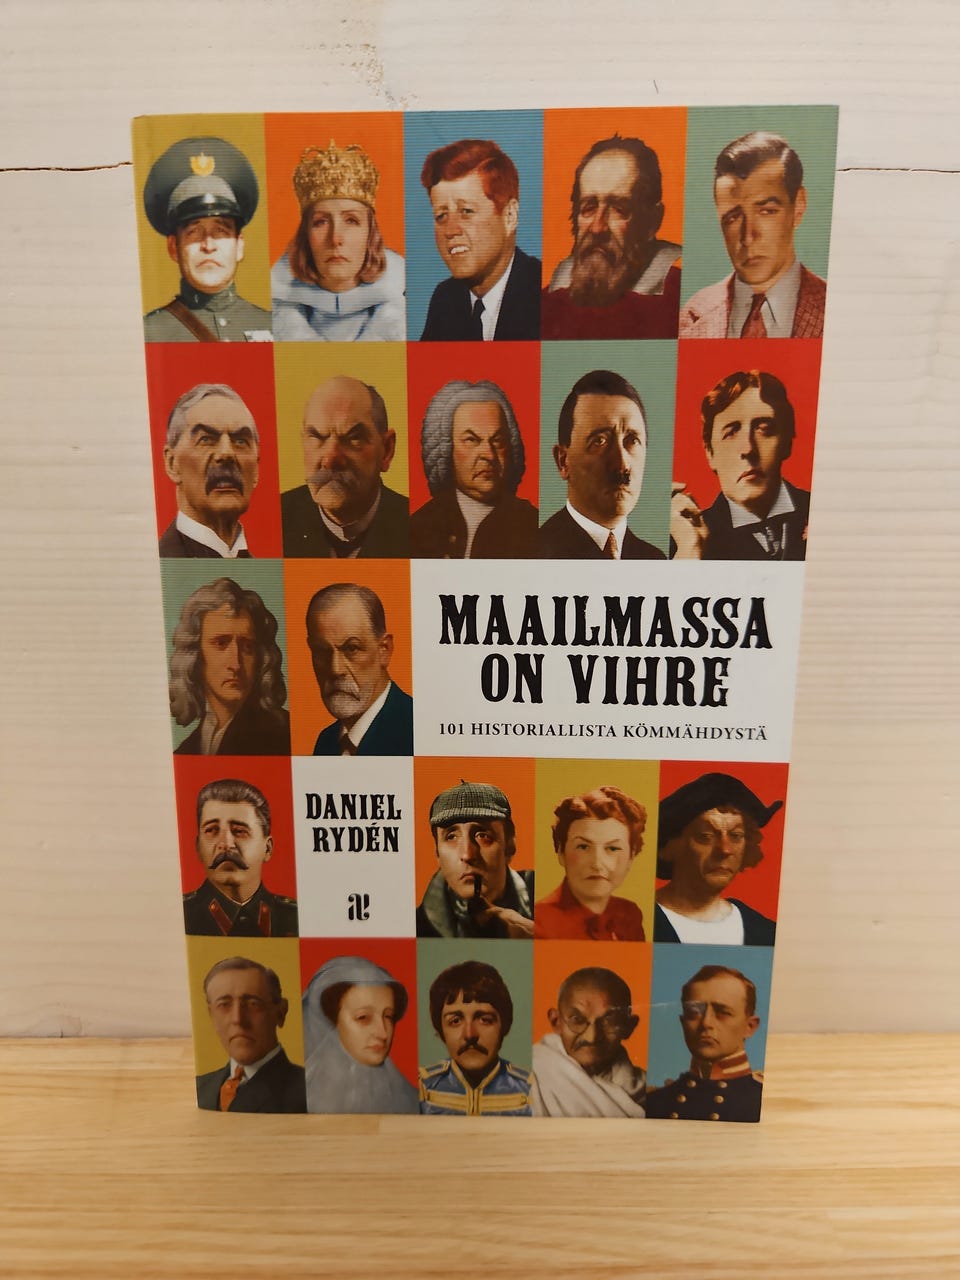 MAAILMASSA
ON VIHRE
101 HISTORIALLISTA KÖMMÄHDYSTÄ
DANIEL
RYDÉN